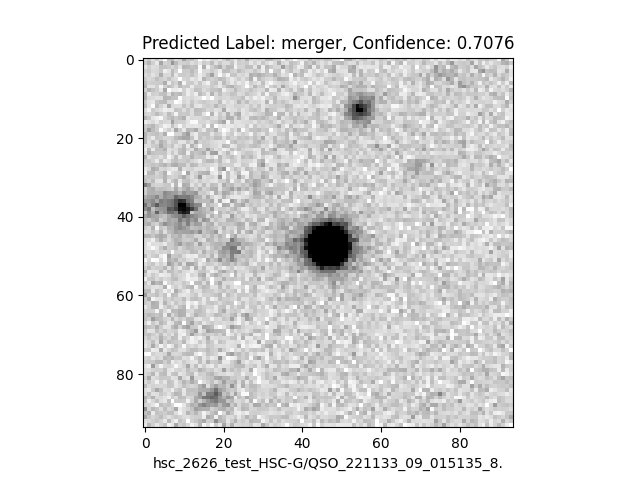 Predicted Label: merger, Confidence: 0.7076
0
20
40
60
80
0 20 40 60 80
hsc_2626_test_HSC-G/QSO_221133_09_015135_8.